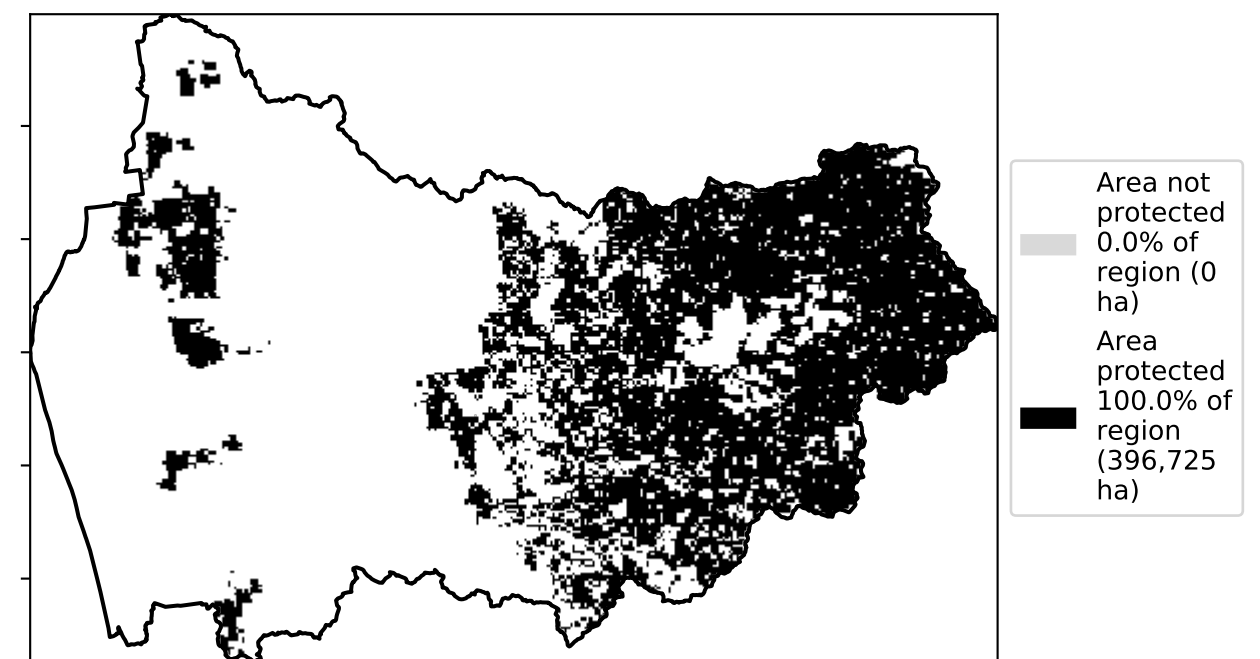 Area not
protected
0.0% of
region (0
ha)
Area
protected
100.0% of
region
(396,725
ha)